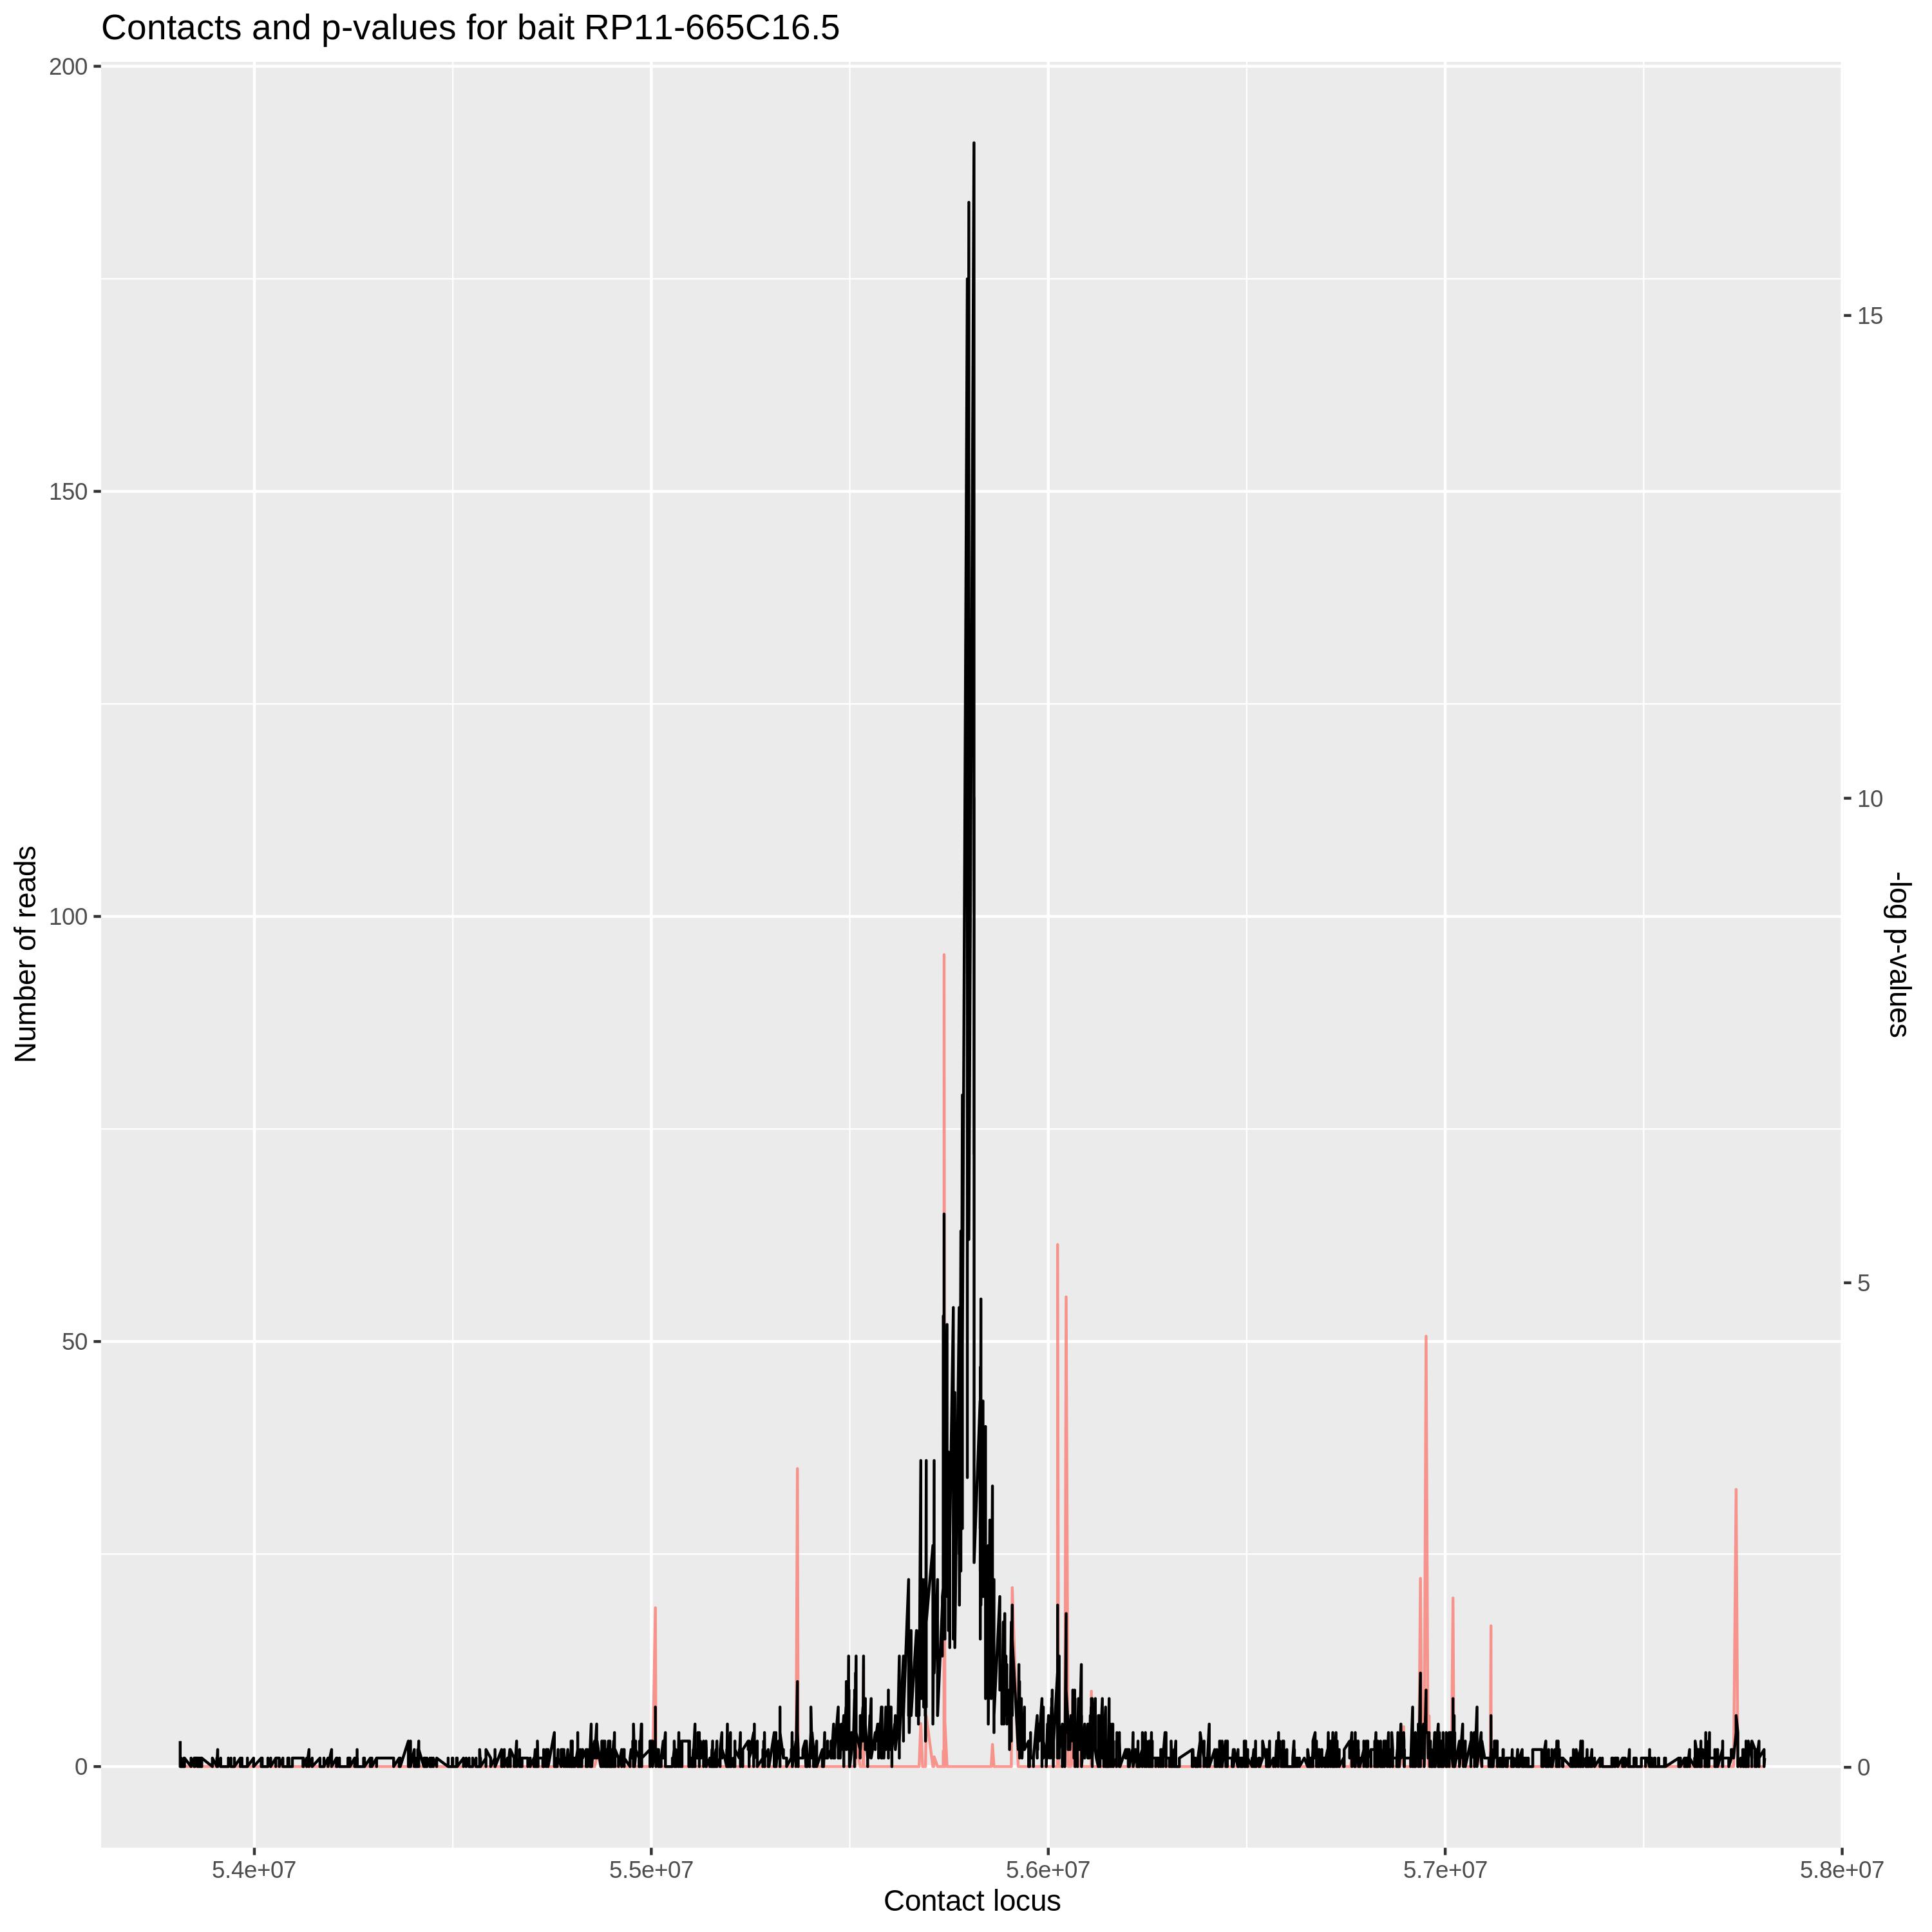 Contacts and p-values for bait RP11-665C16.5
200
150
100
50
0
Number of reads
15
10
5
0
-log p-values
5.4e+07
5.5e+07
5.6e+07
5.7e+07
5.8e+07
Contact locus